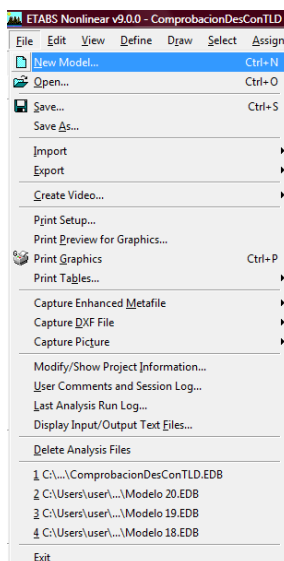 ETABS Nonlinear v9.0.0 - ComprobacionDesConTLD
File Edit View Define Draw Select Assign
New Model... Ctrl+N
Open... Ctrl+O
Save... Ctrl+S
Save As...
Import
Export
Create Video...
Print Setup...
Print Preview for Graphics...
Print Graphics Ctrl+P
Print Tables...
Capture Enhanced Metafile
Capture DXF File
Capture Picture
Modify/Show Project Information...
User Comments and Session Log...
Last Analysis Run Log...
Display Input/Output Text Files...
Delete Analysis Files
1 C:\...\ComprobacionDesConTLD.EDB
2 C:\Users\user\...\Modelo 20.EDB
3 C:\Users\user\...\Modelo 19.EDB
4 C:\Users\user\...\Modelo 18.EDB
Exit